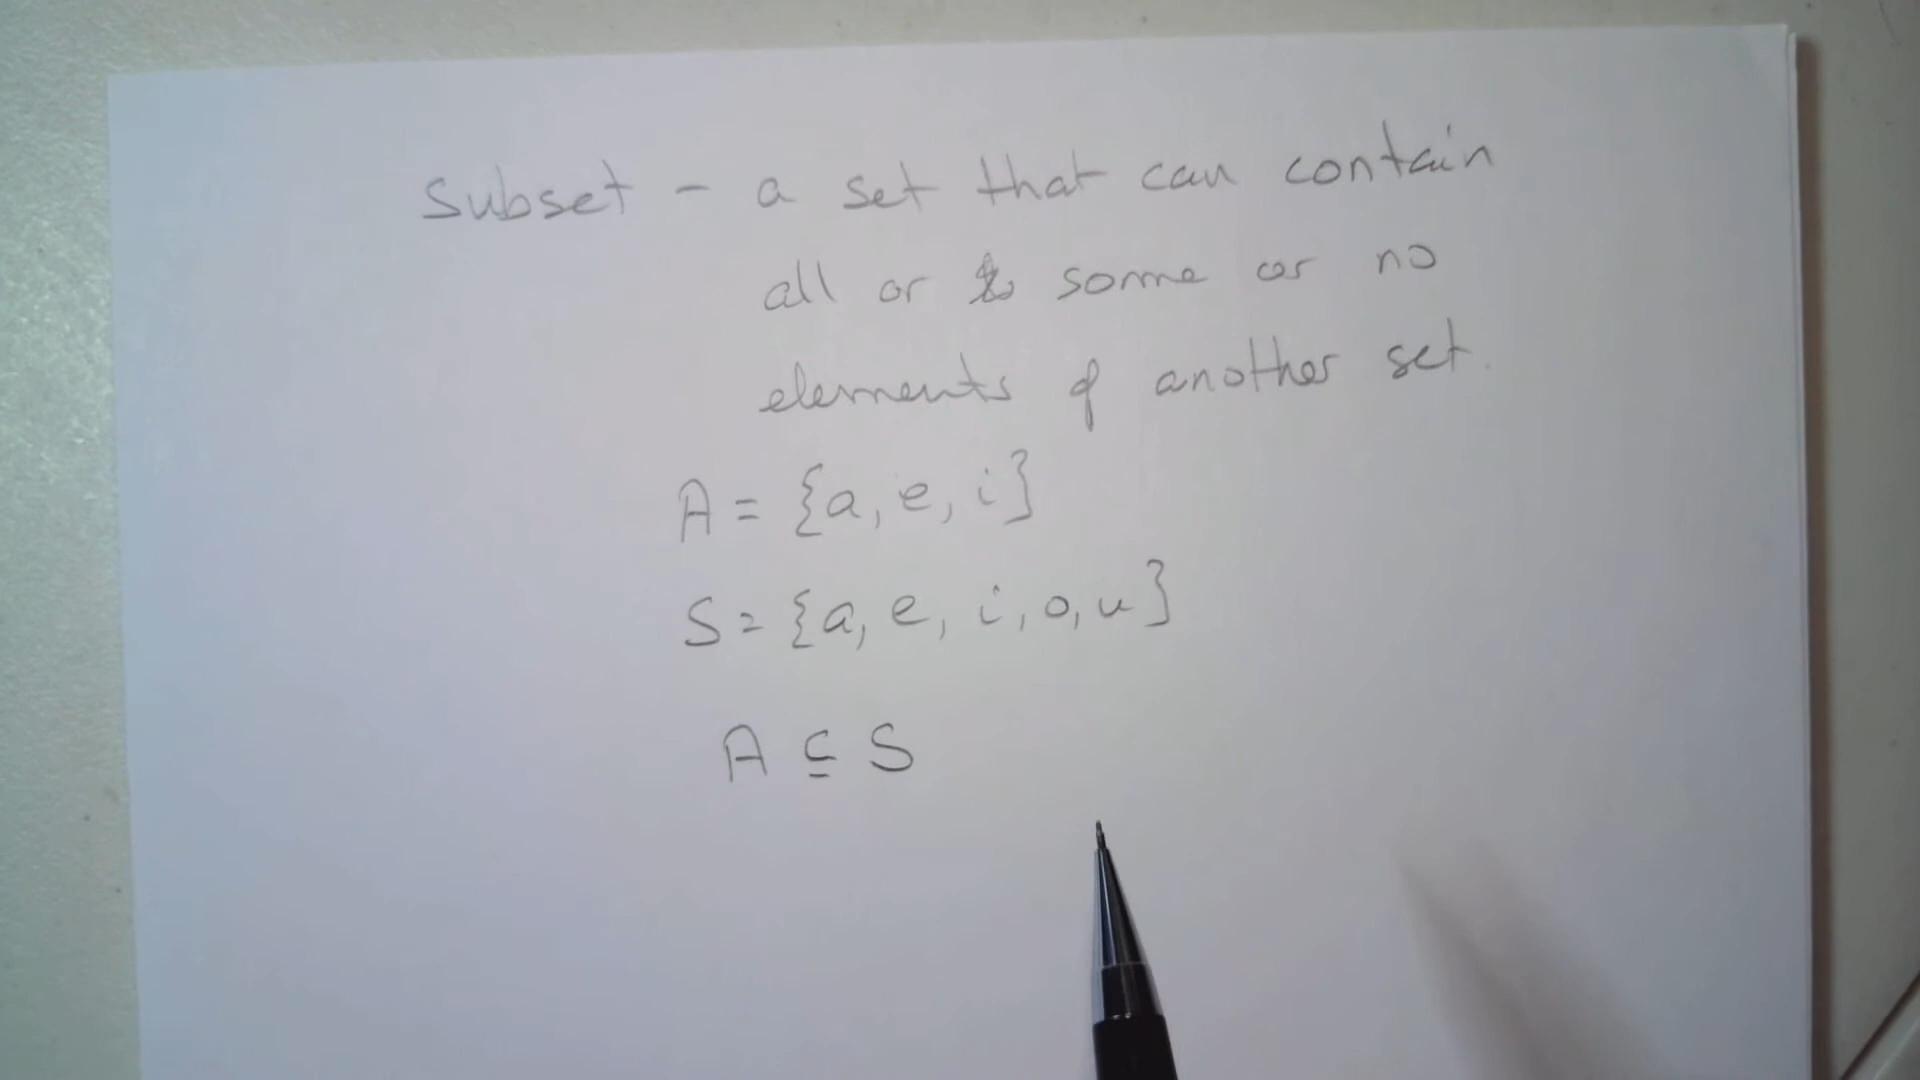 Subset - a set that can contain
all or some or no
elements of another set.
A = {a, e, i}
S = {a, e, i, o, u}
A ⊆ S